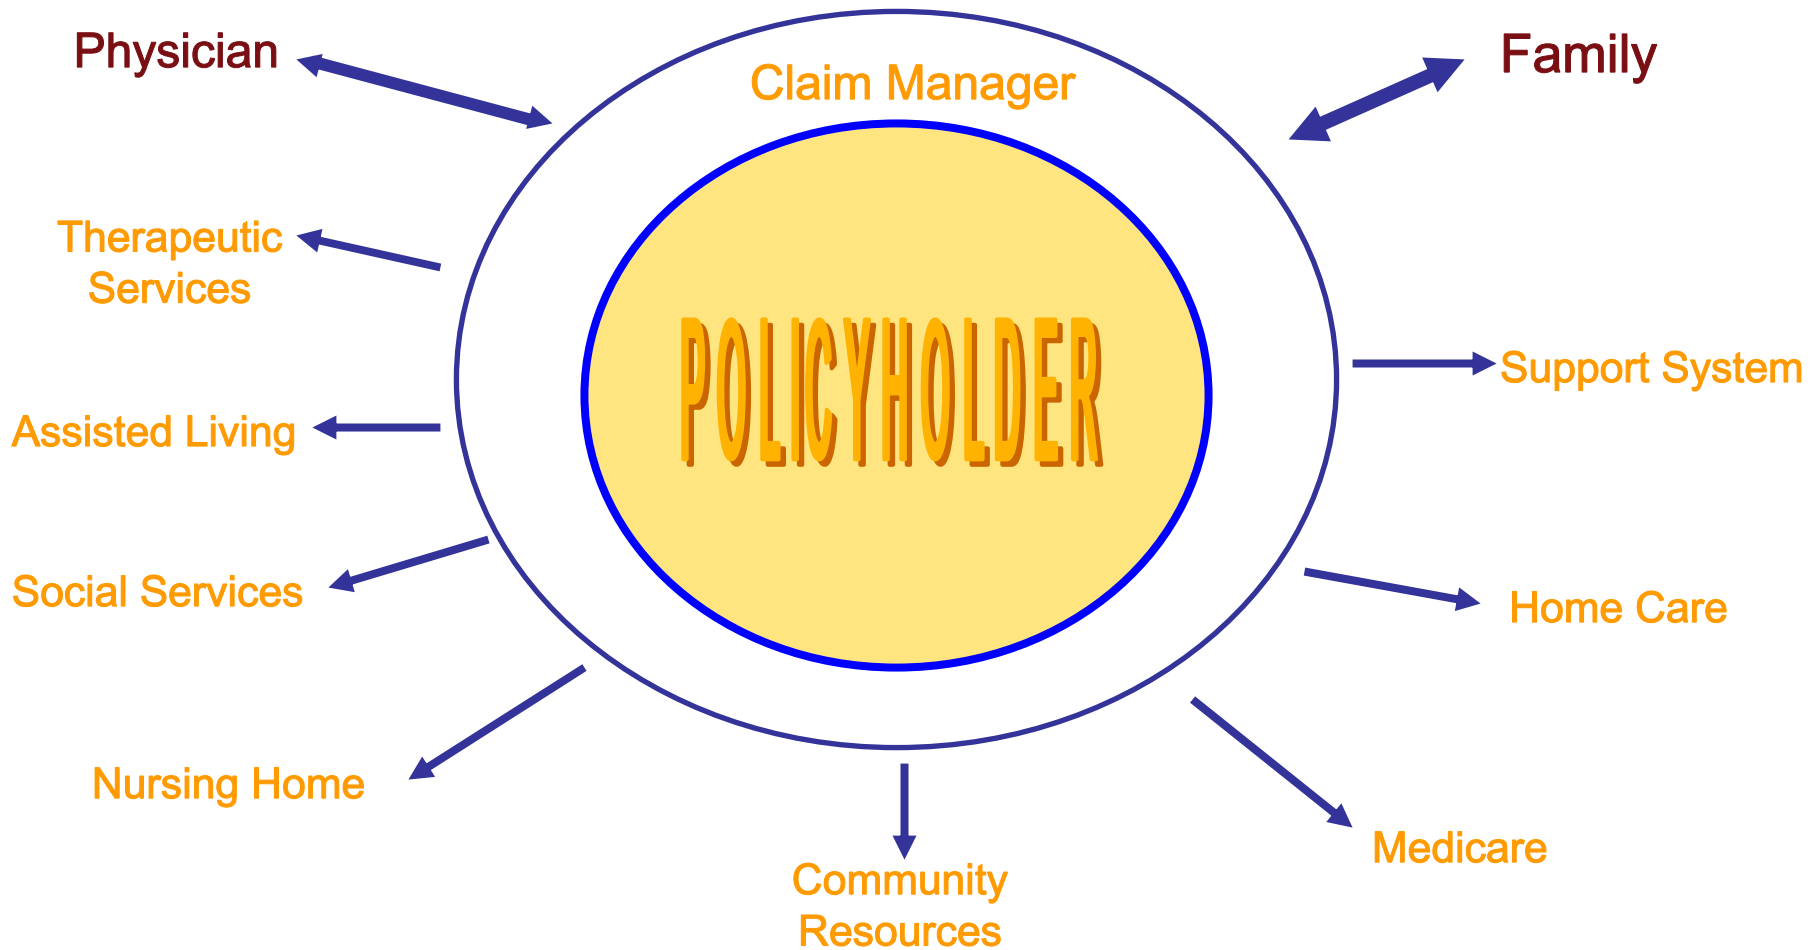 Physician
Family
Claim Manager
Therapeutic
Services
POLICYHOLDER
Support System
Assisted Living
Social Services
Home Care
Nursing Home
Medicare
Community
Resources